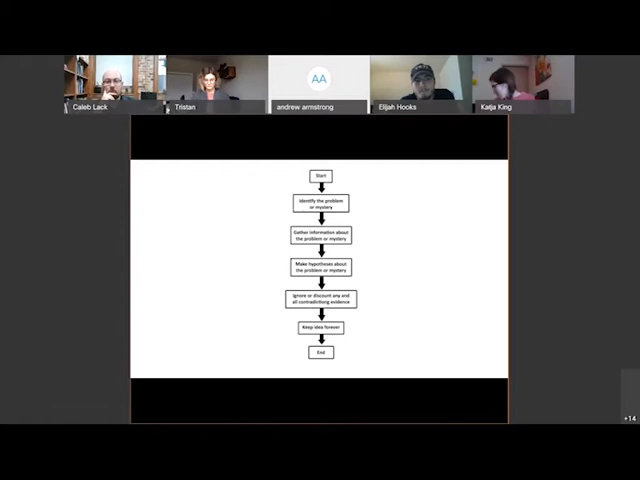 AA
Caleb Lack
Tristan
andrew armstrong
Elijah Hooks
Katja King
Start
Identify the problem
or mystery
Gather information about
the problem or mystery
Make hypotheses about
the problem or mystery
Ignore or discount any and
all contradictiong evidence
Keep idea forever
End
+14